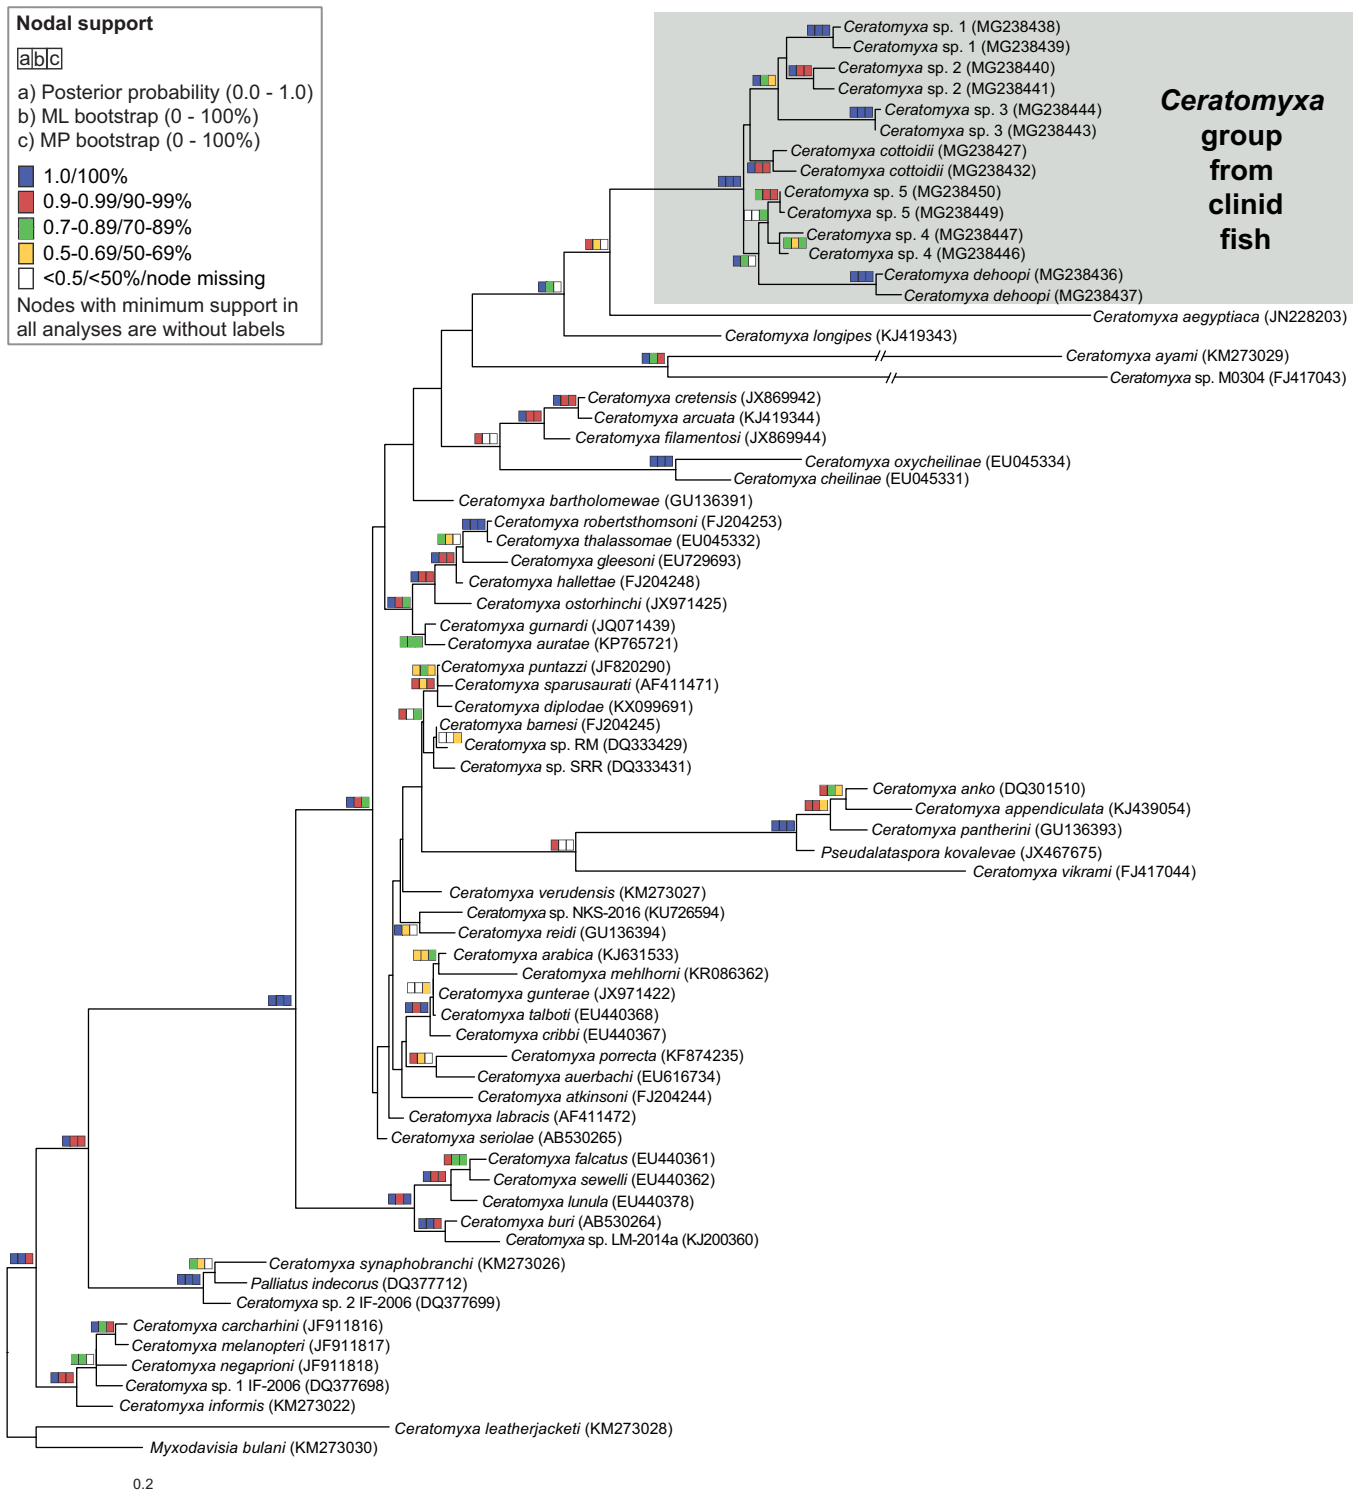 Nodal support
a b c
a) Posterior probability (0.0 - 1.0)
b) ML bootstrap (0 - 100%)
c) MP bootstrap (0 - 100%)
1.0/100%
0.9-0.99/90-99%
0.7-0.89/70-89%
0.5-0.69/50-69%
<0.5/<50%/node missing
Nodes with minimum support in
all analyses are without labels
Ceratomyxa
group
from
clinid
fish
Ceratomyxa sp. 1 (MG238438)
Ceratomyxa sp. 1 (MG238439)
Ceratomyxa sp. 2 (MG238440)
Ceratomyxa sp. 2 (MG238441)
Ceratomyxa sp. 3 (MG238444)
Ceratomyxa sp. 3 (MG238443)
Ceratomyxa cottoidii (MG238427)
Ceratomyxa cottoidii (MG238432)
Ceratomyxa sp. 5 (MG238450)
Ceratomyxa sp. 5 (MG238449)
Ceratomyxa sp. 4 (MG238447)
Ceratomyxa sp. 4 (MG238446)
Ceratomyxa dehoopi (MG238436)
Ceratomyxa dehoopi (MG238437)
Ceratomyxa aegyptiaca (JN228203)
Ceratomyxa longipes (KJ419343)
Ceratomyxa ayami (KM273029)
Ceratomyxa sp. M0304 (FJ417043)
Ceratomyxa cretensis (JX869942)
Ceratomyxa arcuata (KJ419344)
Ceratomyxa filamentosi (JX869944)
Ceratomyxa oxycheilinae (EU045334)
Ceratomyxa cheilinae (EU045331)
Ceratomyxa bartholomewae (GU136391)
Ceratomyxa robertsthomsoni (FJ204253)
Ceratomyxa thalassomae (EU045332)
Ceratomyxa gleesoni (EU729693)
Ceratomyxa hallettae (FJ204248)
Ceratomyxa ostorhinchi (JX971425)
Ceratomyxa gurnardi (JQ071439)
Ceratomyxa auratae (KP765721)
Ceratomyxa puntazzi (JF820290)
Ceratomyxa sparusaurati (AF411471)
Ceratomyxa diplodae (KX099691)
Ceratomyxa barnesi (FJ204245)
Ceratomyxa sp. RM (DQ333429)
Ceratomyxa sp. SRR (DQ333431)
Ceratomyxa anko (DQ301510)
Ceratomyxa appendiculata (KJ439054)
Ceratomyxa pantherini (GU136393)
Pseudalataspora kovalevae (JX467675)
Ceratomyxa vikrami (FJ417044)
Ceratomyxa verudensis (KM273027)
Ceratomyxa sp. NKS-2016 (KU726594)
Ceratomyxa reidi (GU136394)
Ceratomyxa arabica (KJ631533)
Ceratomyxa mehlhorni (KR086362)
Ceratomyxa gunterae (JX971422)
Ceratomyxa talboti (EU440368)
Ceratomyxa cribbi (EU440367)
Ceratomyxa porrecta (KF874235)
Ceratomyxa auerbachi (EU616734)
Ceratomyxa atkinsoni (FJ204244)
Ceratomyxa labracis (AF411472)
Ceratomyxa seriolae (AB530265)
Ceratomyxa falcatus (EU440361)
Ceratomyxa sewelli (EU440362)
Ceratomyxa lunula (EU440378)
Ceratomyxa buri (AB530264)
Ceratomyxa sp. LM-2014a (KJ200360)
Ceratomyxa synaphobranchi (KM273026)
Palliatus indecorus (DQ377712)
Ceratomyxa sp. 2 IF-2006 (DQ377699)
Ceratomyxa carcharhini (JF911816)
Ceratomyxa melanopteri (JF911817)
Ceratomyxa negaprioni (JF911818)
Ceratomyxa sp. 1 IF-2006 (DQ377698)
Ceratomyxa informis (KM273022)
Ceratomyxa leatherjacketi (KM273028)
Myxodavisia bulani (KM273030)
0.2